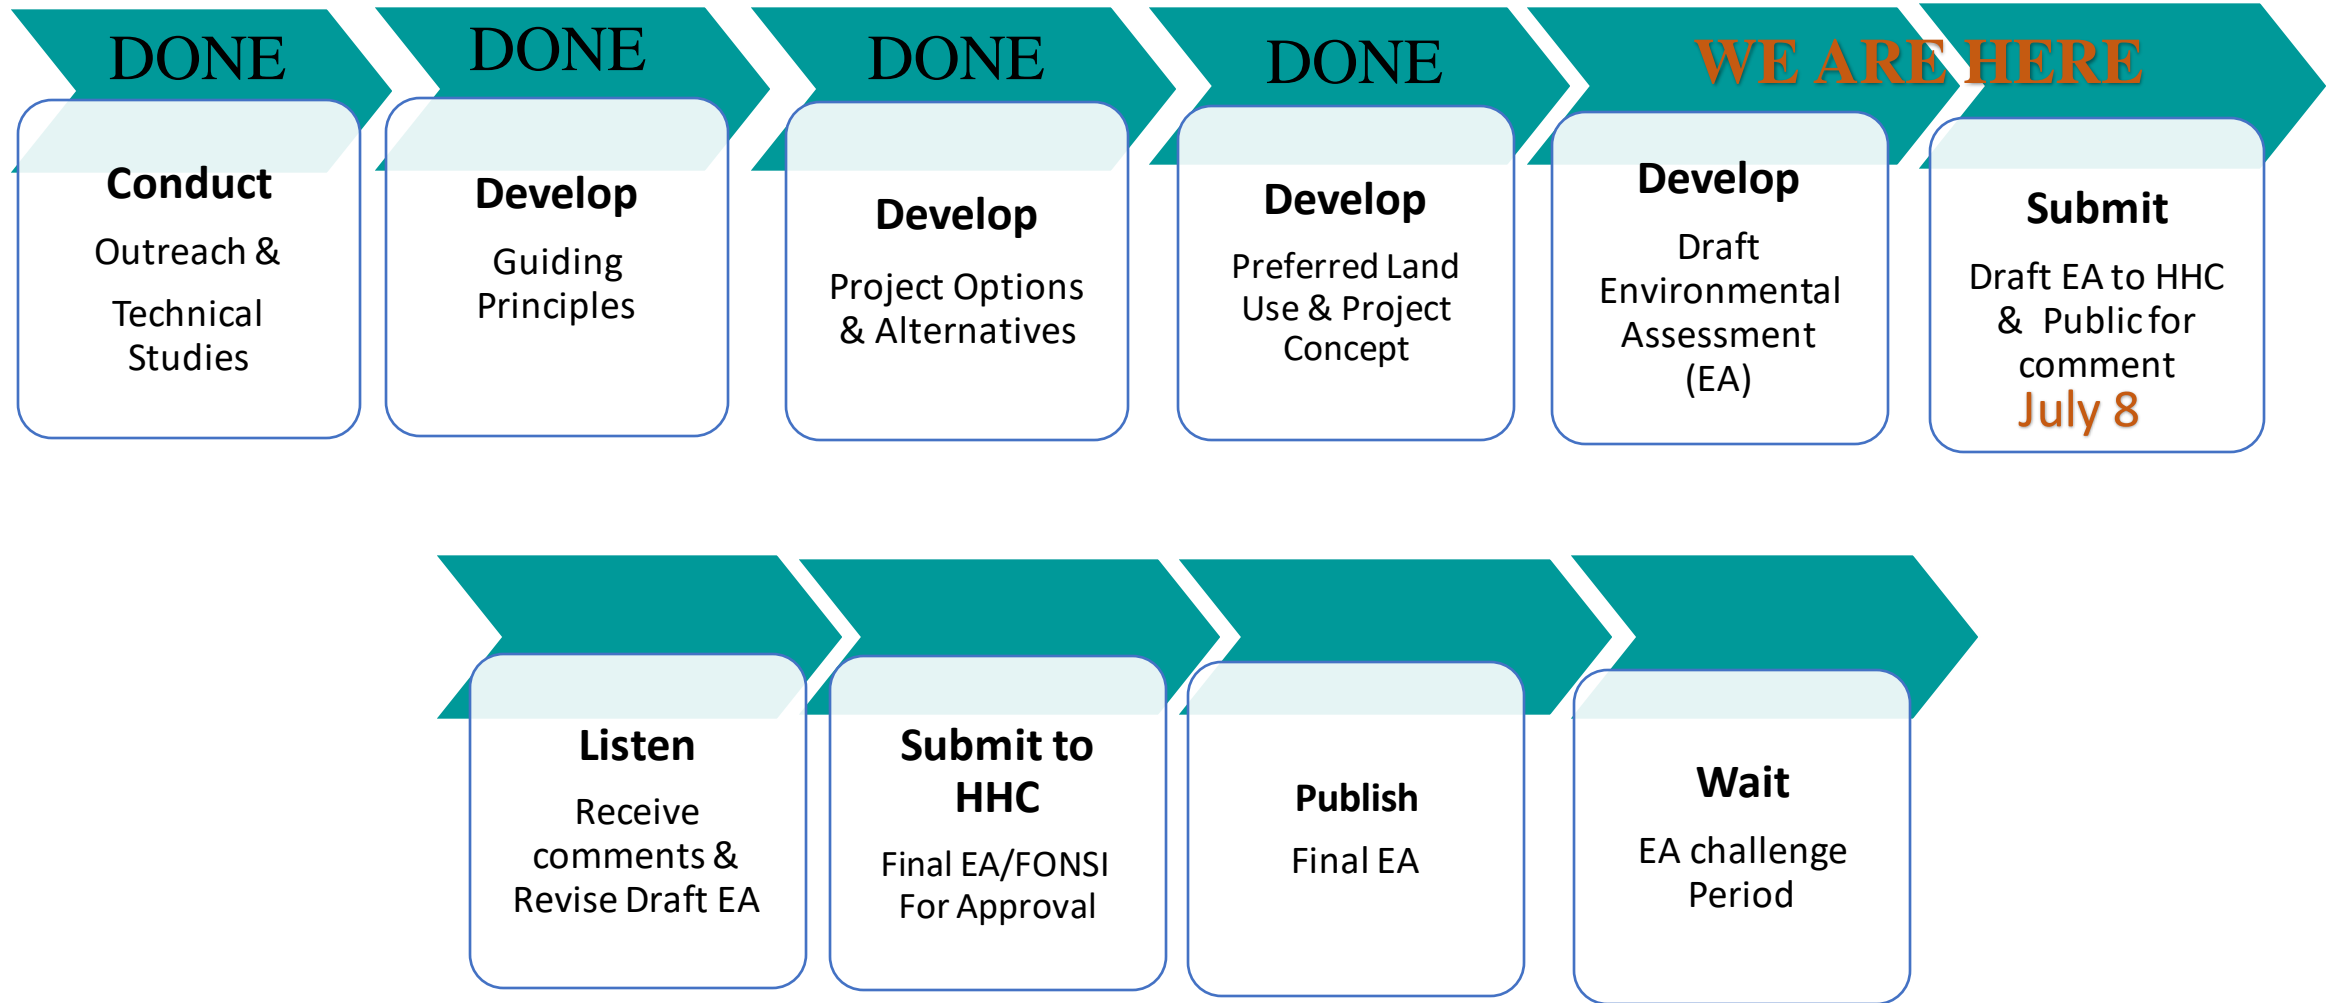 DONE
Conduct
Outreach &
Technical
Studies
DONE
Develop
Guiding
Principles
DONE
Develop
Project Options
& Alternatives
DONE
Develop
Preferred Land
Use & Project
Concept
WE ARE HERE
Develop
Draft
Environmental
Assessment
(EA)
Submit
Draft EA to HHC
& Public for
comment
July 8
Listen
Receive
comments &
Revise Draft EA
Submit to
HHC
Final EA/FONSI
For Approval
Publish
Final EA
Wait
EA challenge
Period